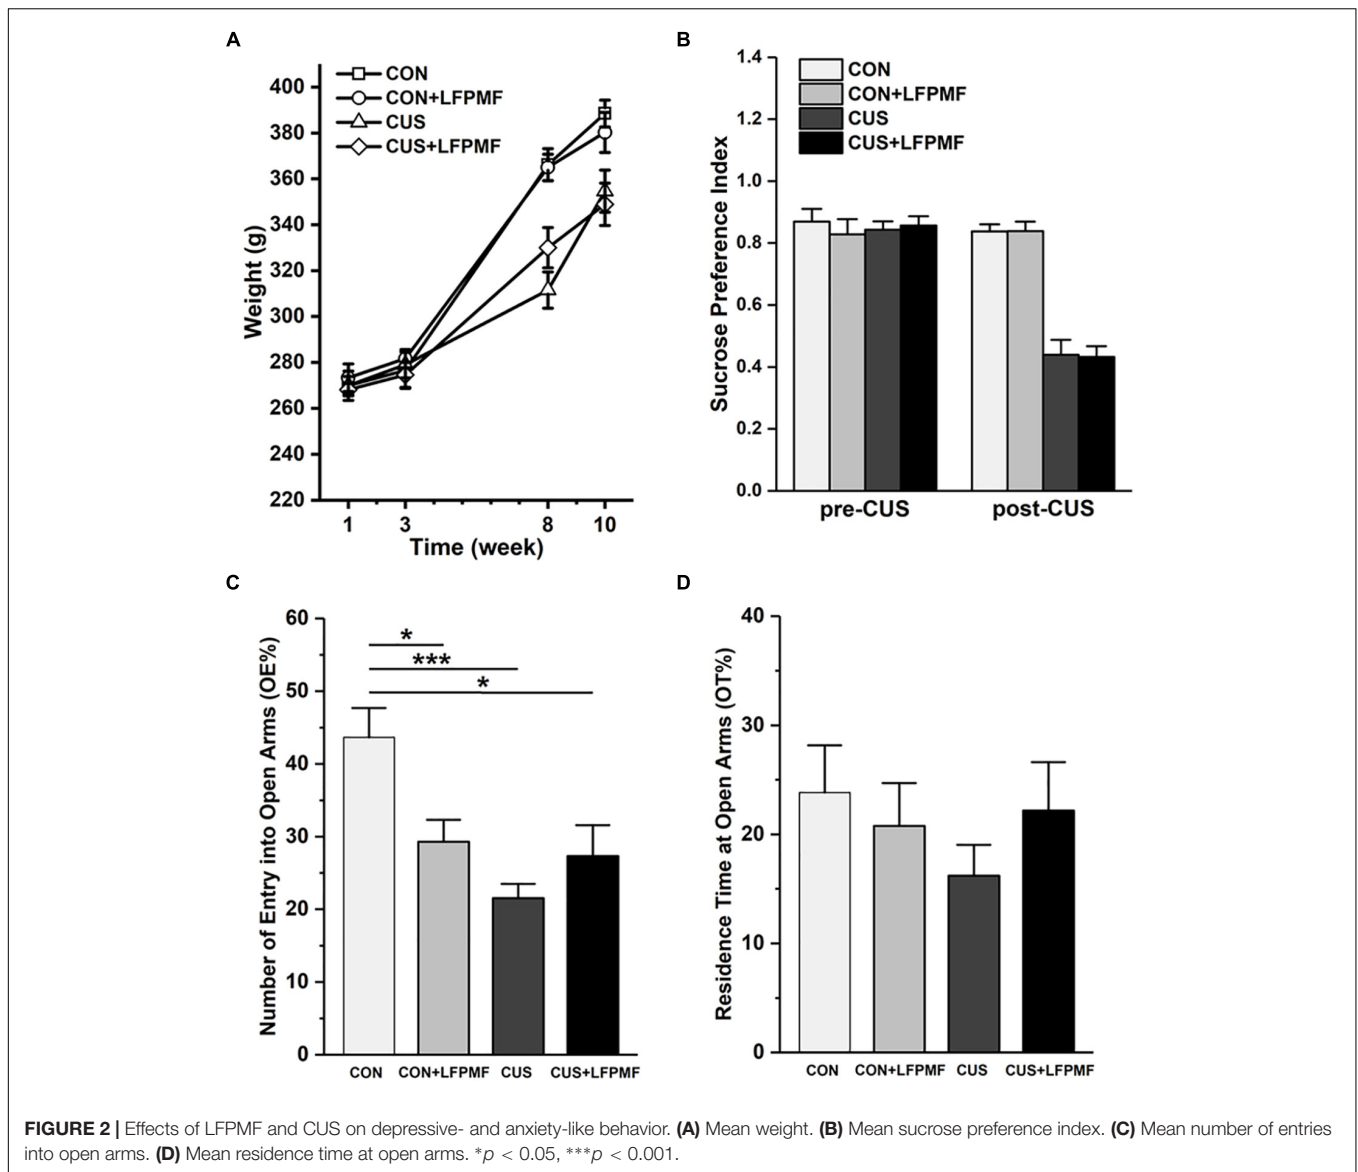 A
CON
CON+LFPMF
CUS
CUS+LFPMF
Weight (g)
400
380
360
340
320
300
280
260
240
220
1 3 8 10
Time (week)
B
CON
CON+LFPMF
CUS
CUS+LFPMF
Sucrose Preference Index
1.4
1.2
1.0
0.8
0.6
0.4
0.2
0.0
pre-CUS post-CUS
C
Number of Entry into Open Arms (OE%)
60
50
40
30
20
10
0
*
***
*
CON CON+LFPMF CUS CUS+LFPMF
D
Residence Time at Open Arms (OT%)
40
30
20
10
0
CON CON+LFPMF CUS CUS+LFPMF
FIGURE 2 | Effects of LFPMF and CUS on depressive- and anxiety-like behavior. (A) Mean weight. (B) Mean sucrose preference index. (C) Mean number of entries
into open arms. (D) Mean residence time at open arms. *p < 0.05, ***p < 0.001.